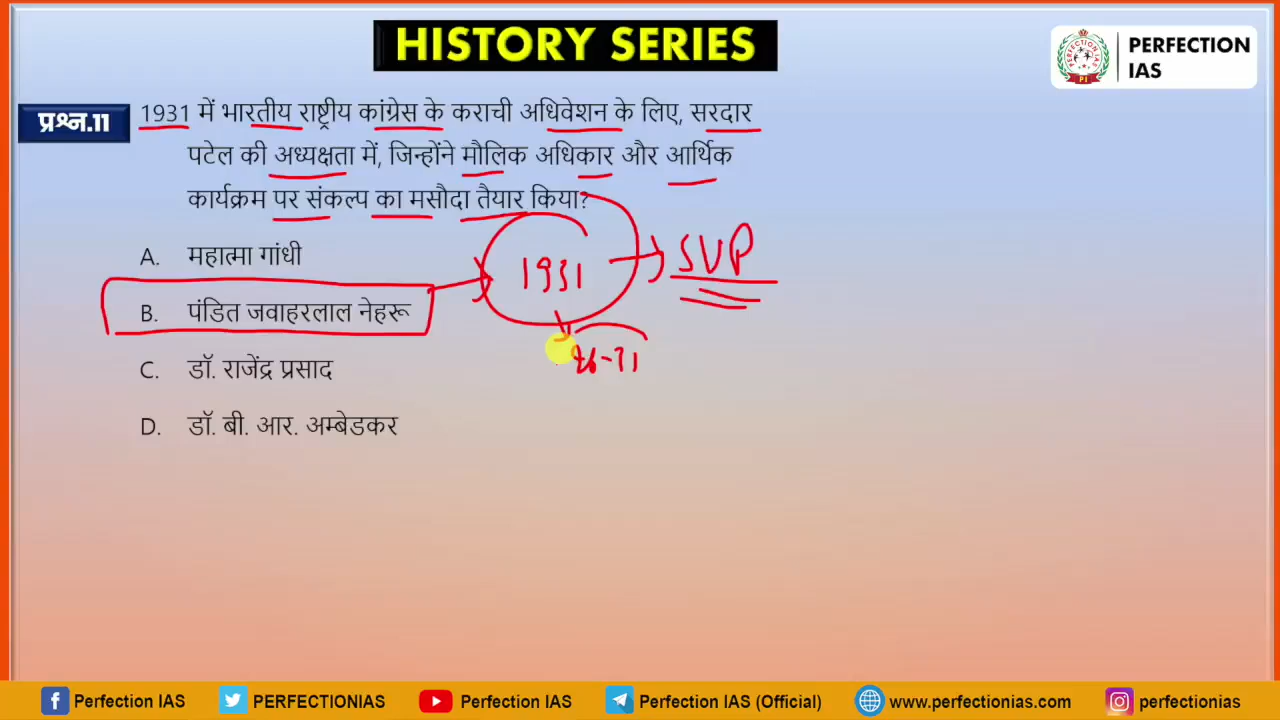 HISTORY SERIES
PERFECTION
IAS
प्रश्न.11
1931 में भारतीय राष्ट्रीय कांग्रेस के कराची अधिवेशन के लिए, सरदार
पटेल की अध्यक्षता में, जिन्होंने मौलिक अधिकार और आर्थिक
कार्यक्रम पर संकल्प का मसौदा तैयार किया?
A. महात्मा गांधी
B. पंडित जवाहरलाल नेहरू
C. डॉ. राजेंद्र प्रसाद
D. डॉ. बी. आर. अम्बेडकर
1931
SVP
Perfection IAS
PERFECTIONIAS
Perfection IAS
Perfection IAS (Official)
www.perfectionias.com
perfectionias